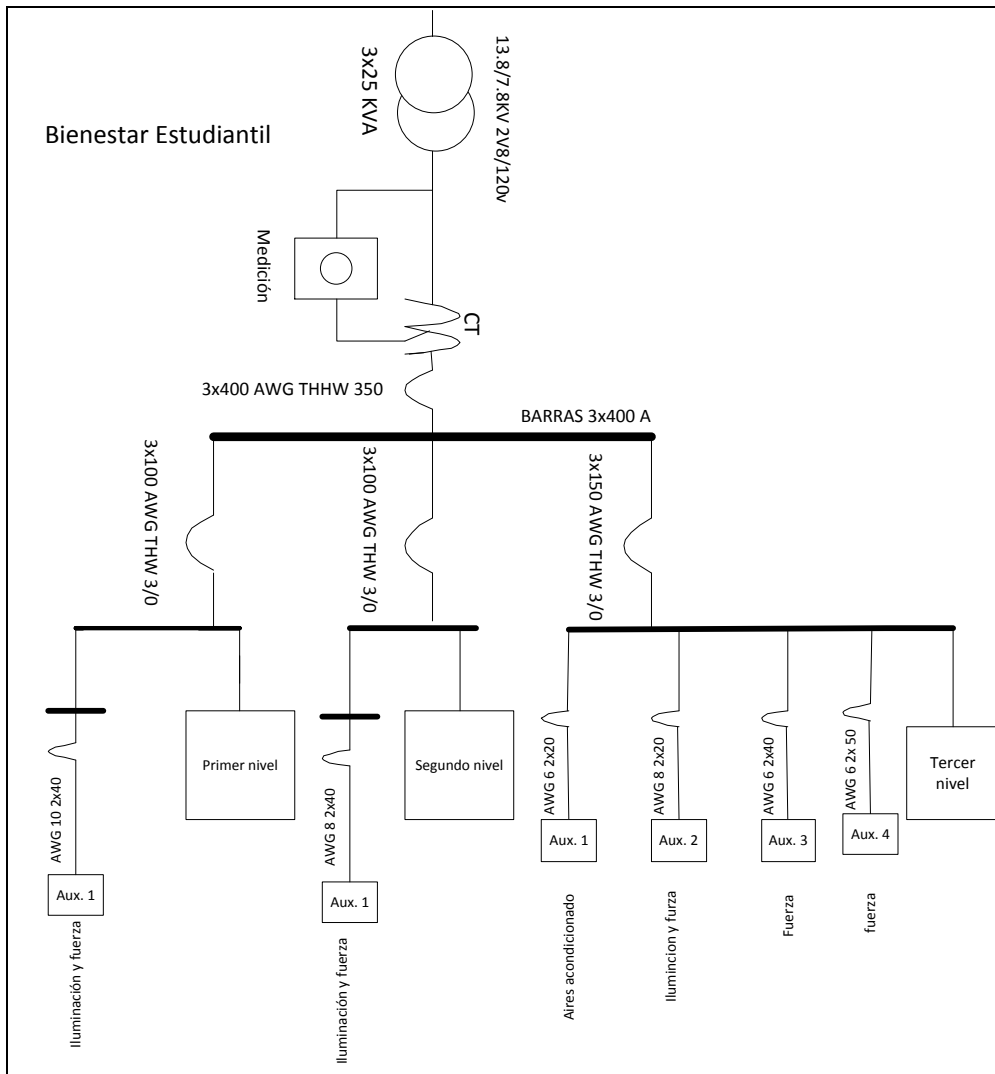 3x25 KVA
13.8/7.8KV 2V8/120v
Bienestar Estudiantil
Medición
CT
3x400 AWG THHW 350
BARRAS 3x400 A
3x100 AWG THW 3/0
3x100 AWG THW 3/0
3x150 AWG THW 3/0
AWG 10 2x40
Primer nivel
AWG 8 2x40
Segundo nivel
AWG 6 2x20
AWG 8 2x20
AWG 6 2x40
AWG 6 2x 50
Tercer
nivel
Aux. 1
Aux. 2
Aux. 3
Aux. 4
Aux. 1
Aux. 1
Iluminación y fuerza
Iluminación y fuerza
Aires acondicionado
Ilumincion y furza
Fuerza
fuerza